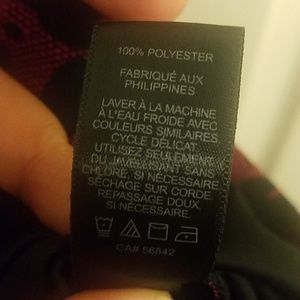 100% POLYESTER
FABRIQUÉ AUX
PHILIPPINES
LAVER À LA MACHINE
À L'EAU FROIDE AVEC
COULEURS SIMILAIRES
CYCLE DÉLICAT.
UTILISEZ SEULEMENT
DU JAVELLISANT SANS
CHLORE, SI NÉCESSAIRE.
SÉCHAGE SUR CORDE.
REPASSAGE DOUX,
SI NÉCESSAIRE.
CA# 56842